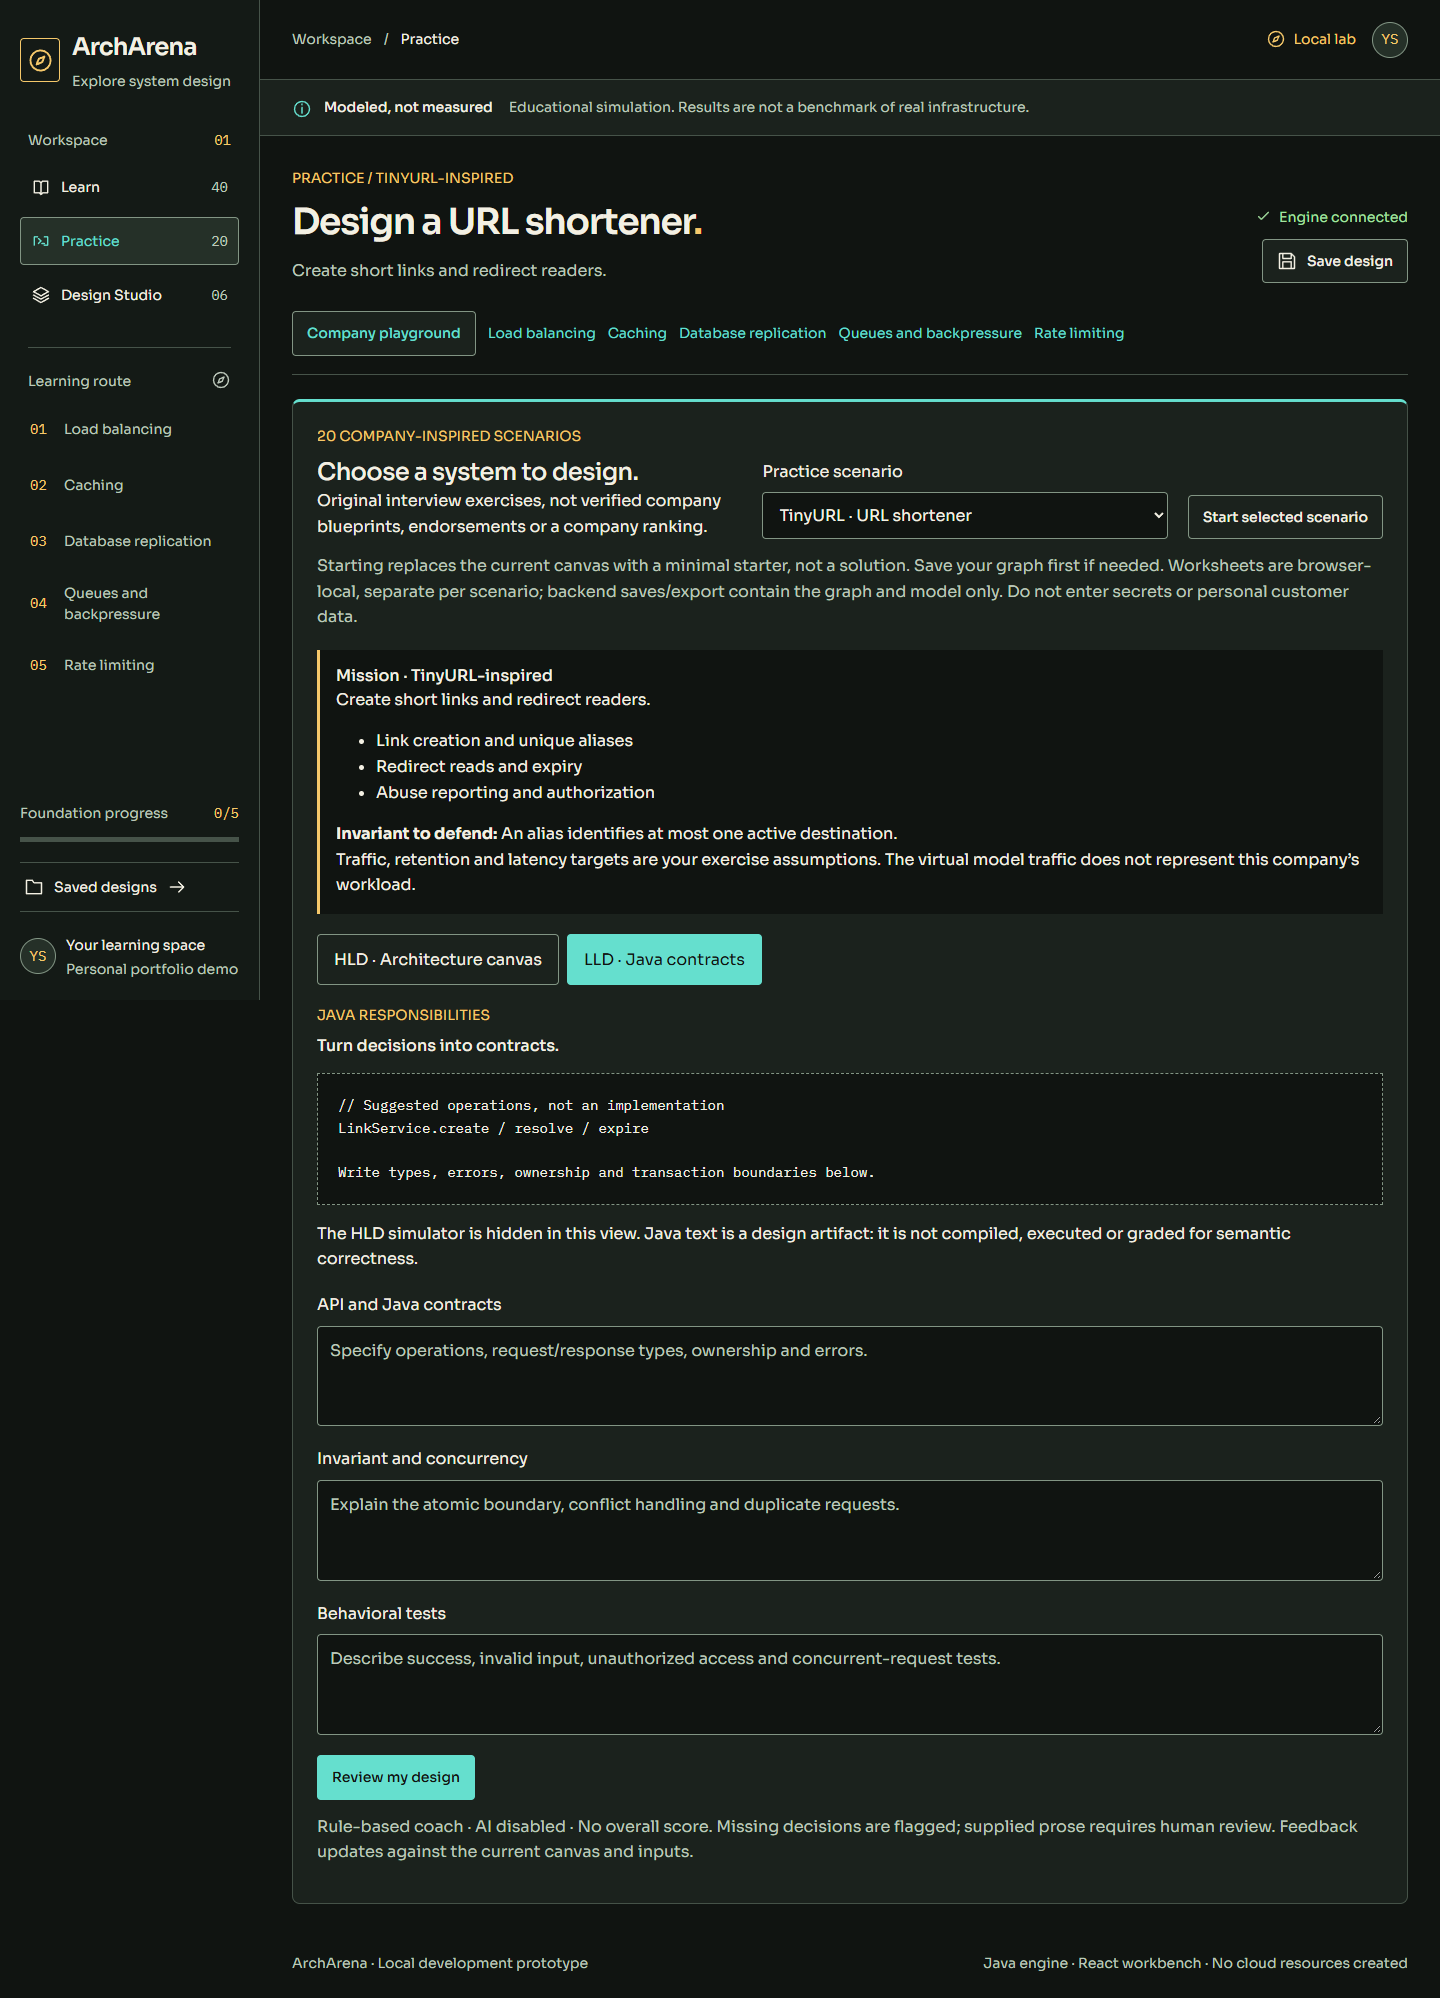 ArchArena
Explore system design
Workspace 01
Learn 40
Practice 20
Design Studio 06
Learning route
01 Load balancing
02 Caching
03 Database replication
04 Queues and
backpressure
05 Rate limiting
Foundation progress 0/5
Saved designs
YS Your learning space
Personal portfolio demo
Workspace / Practice
Local lab YS
Modeled, not measured Educational simulation. Results are not a benchmark of real infrastructure.
PRACTICE / TINYURL-INSPIRED
Design a URL shortener.
Create short links and redirect readers.
Engine connected
Save design
Company playground Load balancing Caching Database replication Queues and backpressure Rate limiting
20 COMPANY-INSPIRED SCENARIOS
Choose a system to design.
Original interview exercises, not verified company
blueprints, endorsements or a company ranking.
Practice scenario
TinyURL · URL shortener
Start selected scenario
Starting replaces the current canvas with a minimal starter, not a solution. Save your graph first if needed. Worksheets are browser-
local, separate per scenario; backend saves/export contain the graph and model only. Do not enter secrets or personal customer
data.
Mission · TinyURL-inspired
Create short links and redirect readers.
• Link creation and unique aliases
• Redirect reads and expiry
• Abuse reporting and authorization
Invariant to defend: An alias identifies at most one active destination.
Traffic, retention and latency targets are your exercise assumptions. The virtual model traffic does not represent this company’s
workload.
HLD · Architecture canvas LLD · Java contracts
JAVA RESPONSIBILITIES
Turn decisions into contracts.
// Suggested operations, not an implementation
LinkService.create / resolve / expire
Write types, errors, ownership and transaction boundaries below.
The HLD simulator is hidden in this view. Java text is a design artifact: it is not compiled, executed or graded for semantic
correctness.
API and Java contracts
Specify operations, request/response types, ownership and errors.
Invariant and concurrency
Explain the atomic boundary, conflict handling and duplicate requests.
Behavioral tests
Describe success, invalid input, unauthorized access and concurrent-request tests.
Review my design
Rule-based coach · AI disabled · No overall score. Missing decisions are flagged; supplied prose requires human review. Feedback
updates against the current canvas and inputs.
ArchArena · Local development prototype
Java engine · React workbench · No cloud resources created